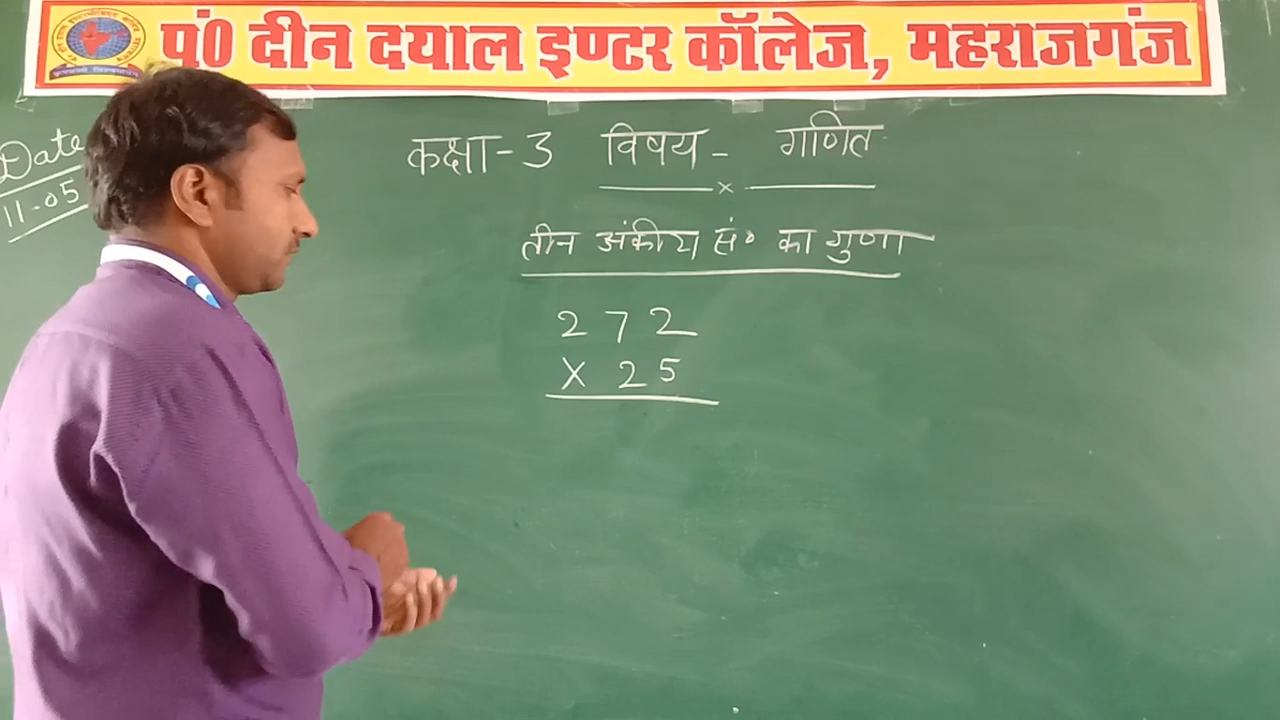 पं0 दीन दयाल इण्टर कॉलेज, महराजगंज
Date
11-05
कक्षा-3 विषय- गणित
x
तीन अंकीय सं० का गुणा
272
X 25